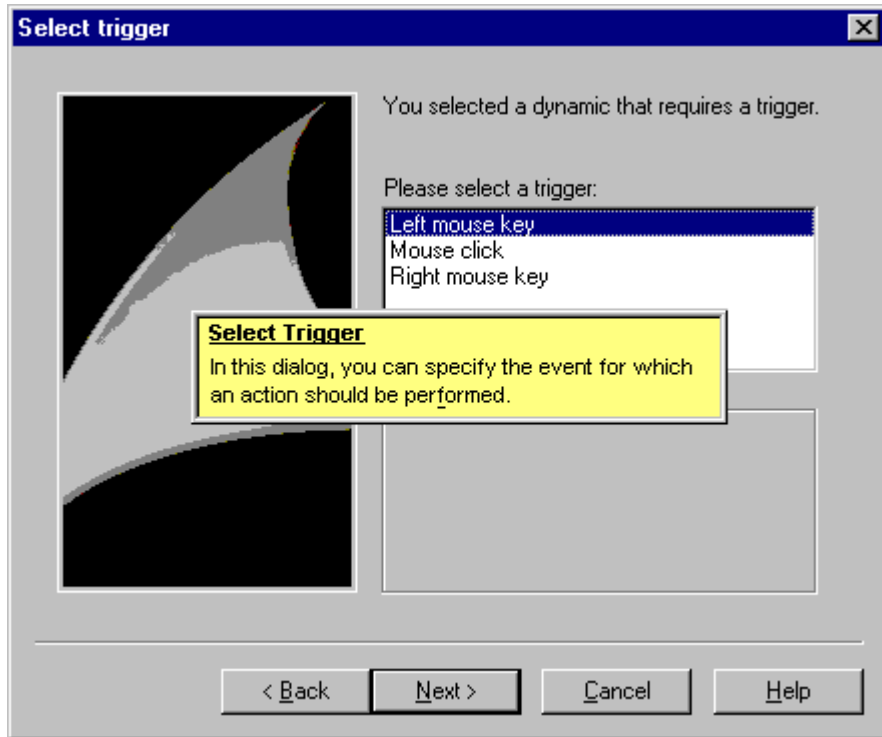 Select trigger
You selected a dynamic that requires a trigger.
Please select a trigger:
Left mouse key
Mouse click
Right mouse key
Select Trigger
In this dialog, you can specify the event for which
an action should be performed.
< Back
Next >
Cancel
Help